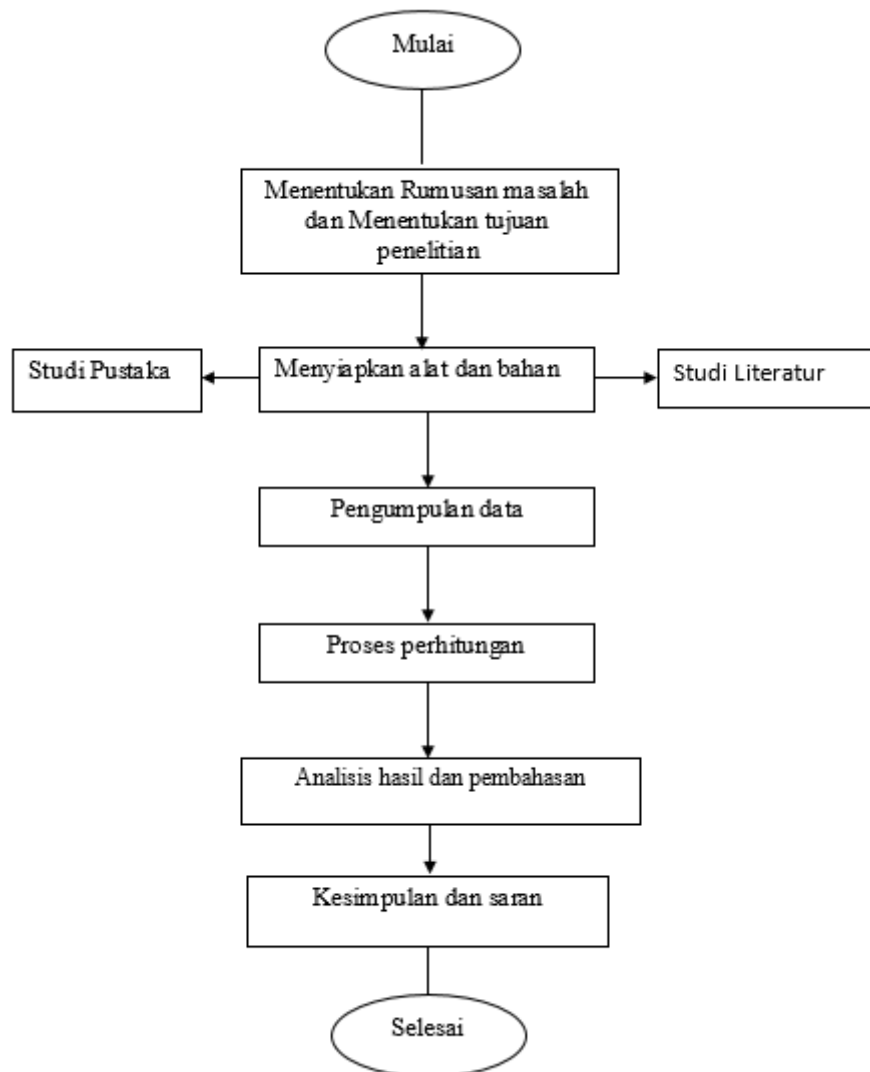 Mulai
Menentukan Rumusan masalah
dan Menentukan tujuan
penelitian
Studi Pustaka
Menyiapkan alat dan bahan
Studi Literatur
Pengumpulan data
Proses perhitungan
Analisis hasil dan pembahasan
Kesimpulan dan saran
Selesai